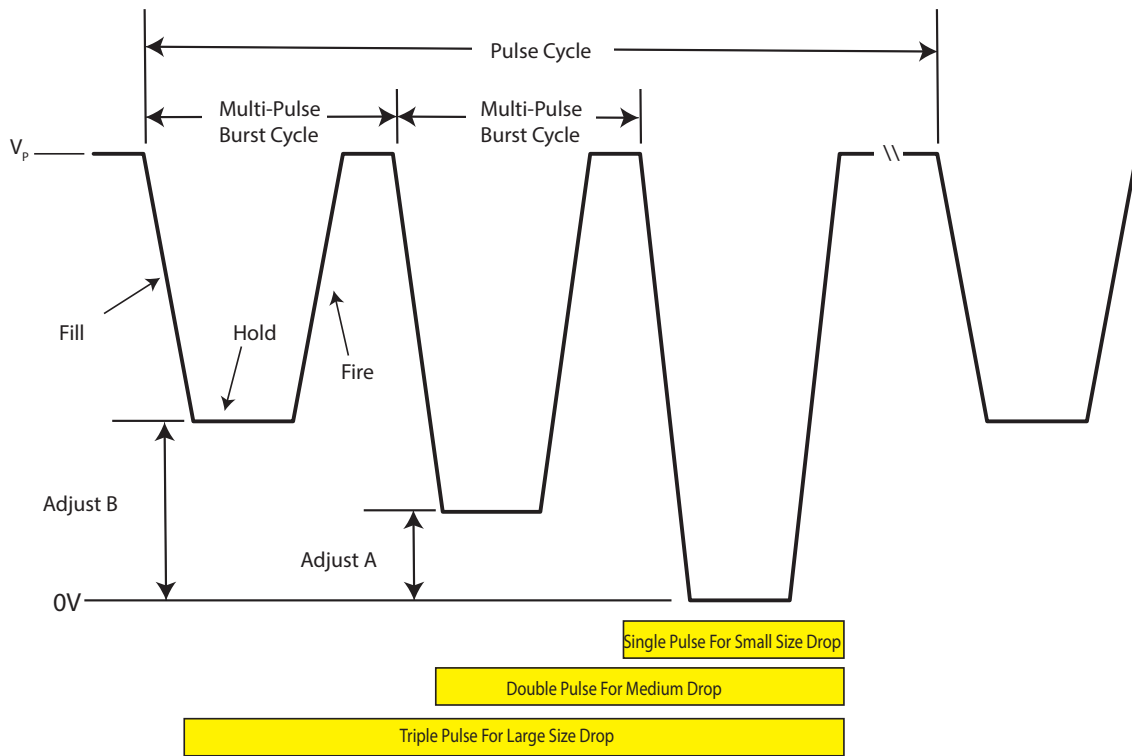 Pulse Cycle
Multi-Pulse
Burst Cycle
Multi-Pulse
Burst Cycle
VP
\\
Fill
Hold
Fire
Adjust B
Adjust A
0V
Single Pulse For Small Size Drop
Double Pulse For Medium Drop
Triple Pulse For Large Size Drop